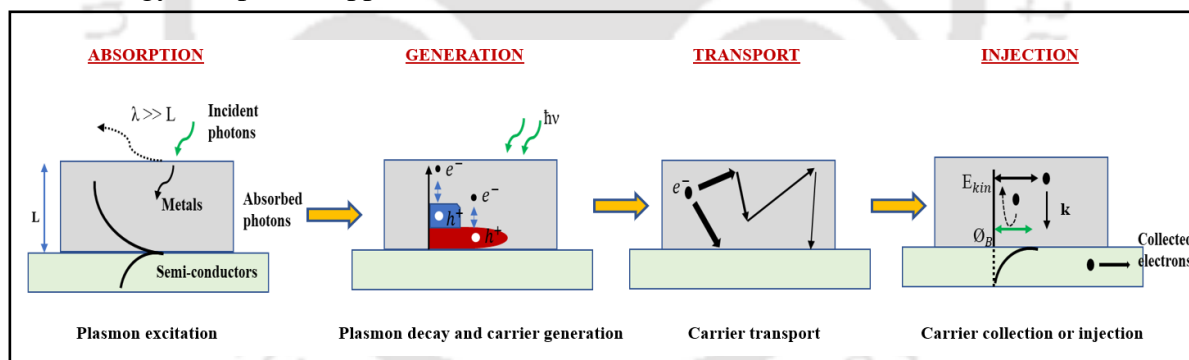 ABSORPTION
GENERATION
TRANSPORT
INJECTION
λ >> L
Incident
photons
L
Metals
Absorbed
photons
Semi-conductors
ħν
e⁻
e⁻
h⁺
h⁺
e⁻
E_kin
k
Ø_B
Collected
electrons
Plasmon excitation
Plasmon decay and carrier generation
Carrier transport
Carrier collection or injection